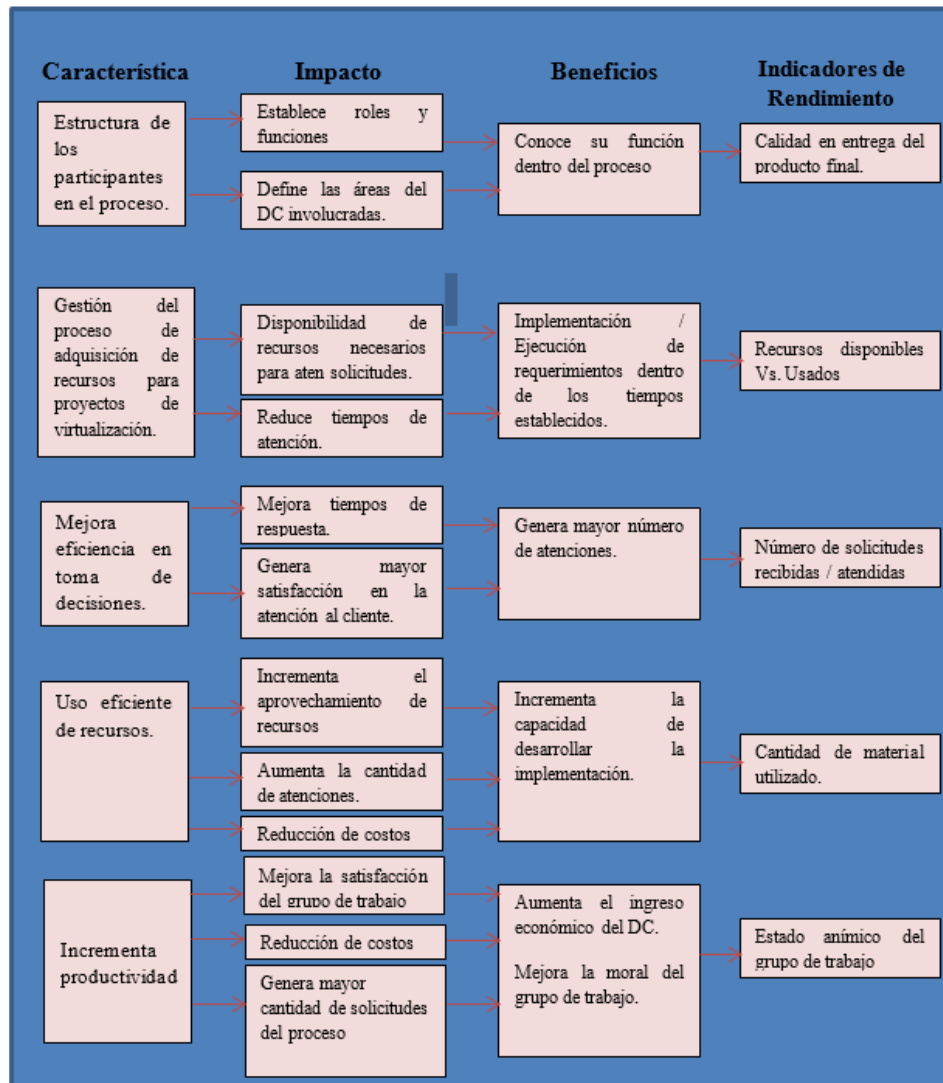 Característica
Impacto
Beneficios
Indicadores de
Rendimiento
Estructura de
los
participantes
en el proceso.
Establece roles y
funciones
Define las áreas del
DC involucradas.
Conoce su función
dentro del proceso
Calidad en entrega del
producto final.
Gestión del
proceso de
adquisición de
recursos para
proyectos de
virtualización.
Disponibilidad de
recursos necesarios
para aten solicitudes.
Reduce tiempos de
atención.
Implementación /
Ejecución de
requerimientos dentro
de los tiempos
establecidos.
Recursos disponibles
Vs. Usados
Mejora
eficiencia en
toma de
decisiones.
Mejora tiempos de
respuesta.
Genera mayor
satisfacción en la
atención al cliente.
Genera mayor número
de atenciones.
Número de solicitudes
recibidas / atendidas
Uso eficiente
de recursos.
Incrementa el
aprovechamiento de
recursos
Aumenta la cantidad
de atenciones.
Reducción de costos
Incrementa la
capacidad de
desarrollar la
implementación.
Cantidad de material
utilizado.
Incrementa
productividad
Mejora la satisfacción
del grupo de trabajo
Reducción de costos
Genera mayor
cantidad de solicitudes
del proceso
Aumenta el ingreso
económico del DC.
Mejora la moral del
grupo de trabajo.
Estado anímico del
grupo de trabajo